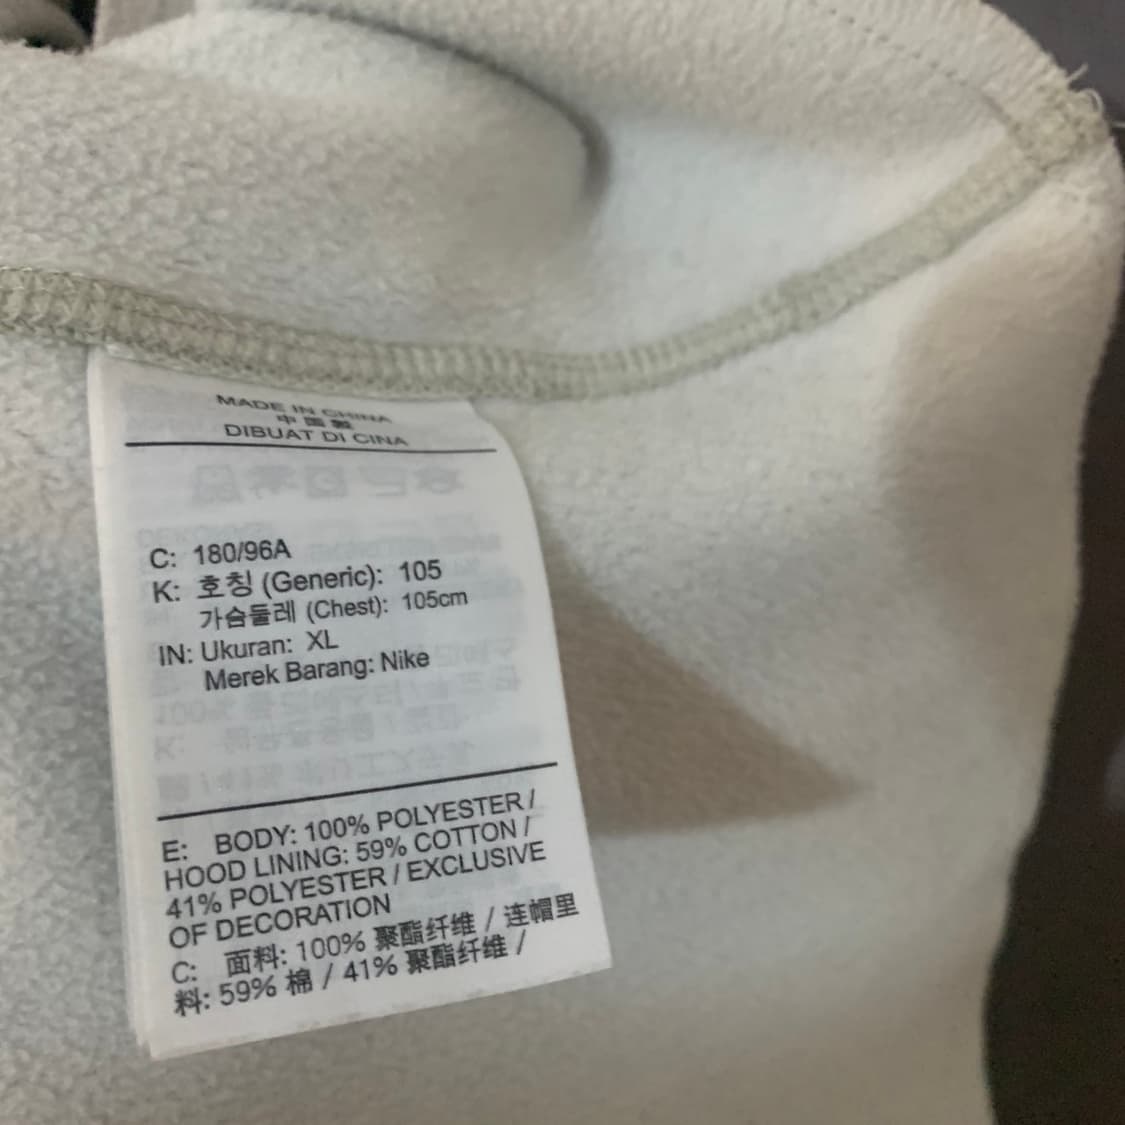 MADE IN CHINA
中国製
DIBUAT DI CINA
C: 180/96A
K: 호칭 (Generic): 105
가슴둘레 (Chest): 105cm
IN: Ukuran: XL
Merek Barang: Nike
E: BODY: 100% POLYESTER /
HOOD LINING: 59% COTTON /
41% POLYESTER / EXCLUSIVE
OF DECORATION
C: 面料: 100% 聚酯纤维 / 连帽里
料: 59% 棉 / 41% 聚酯纤维 /